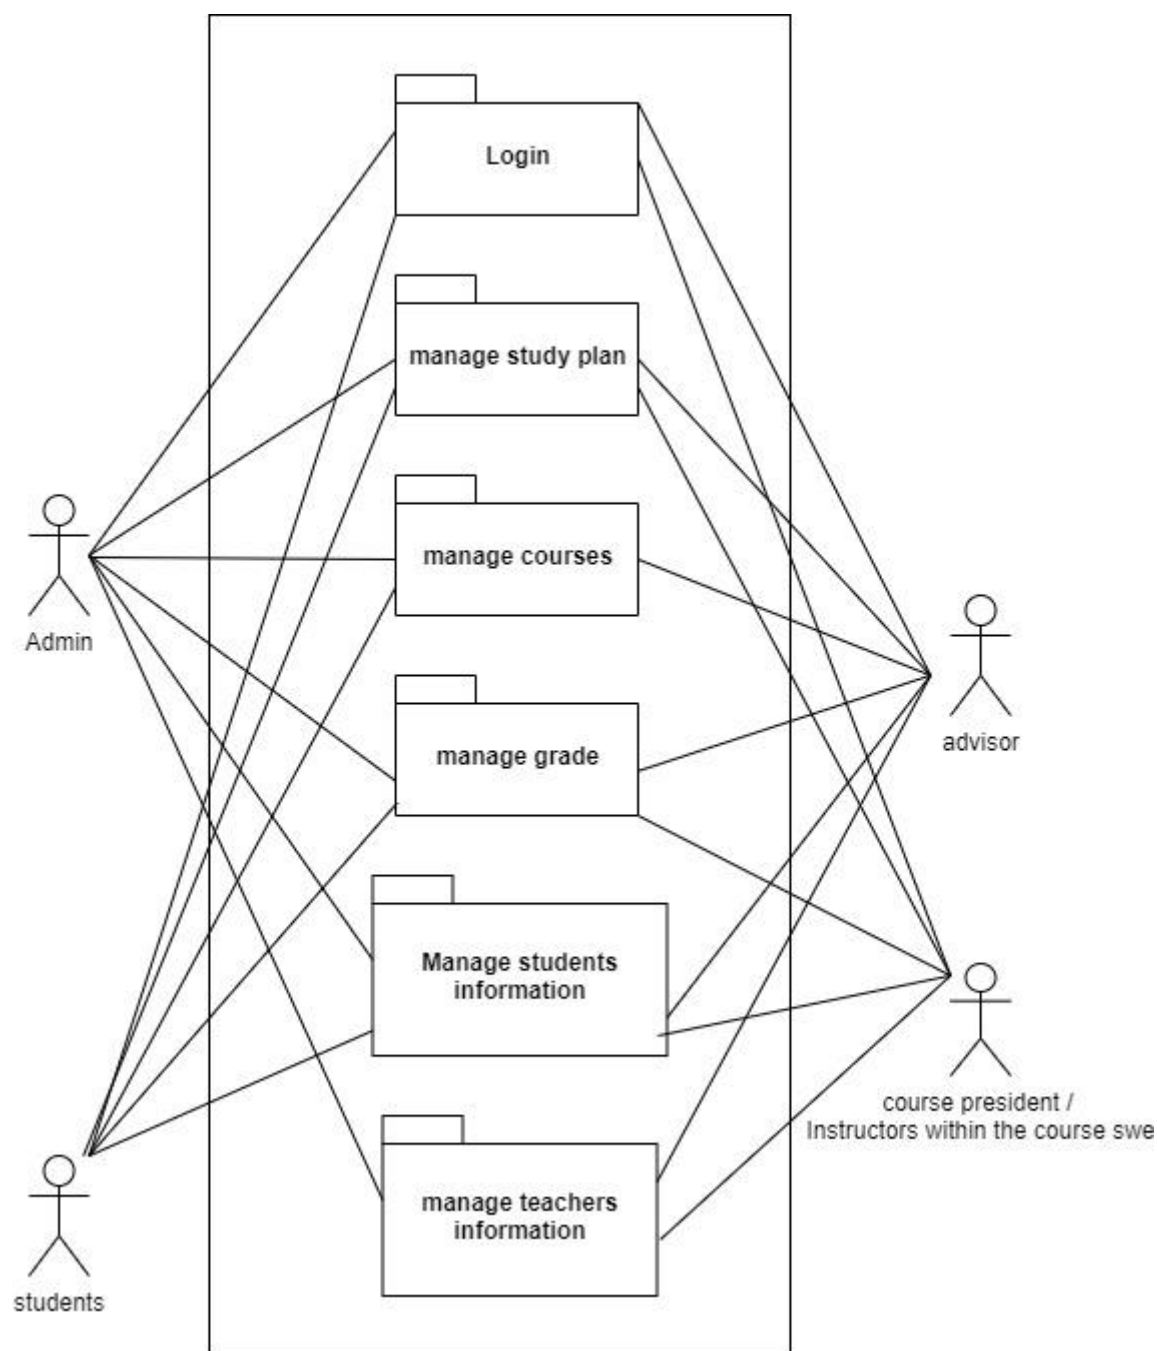 Login
manage study plan
manage courses
Admin
advisor
manage grade
Manage students
information
course president /
Instructors within the course swe
manage teachers
information
students